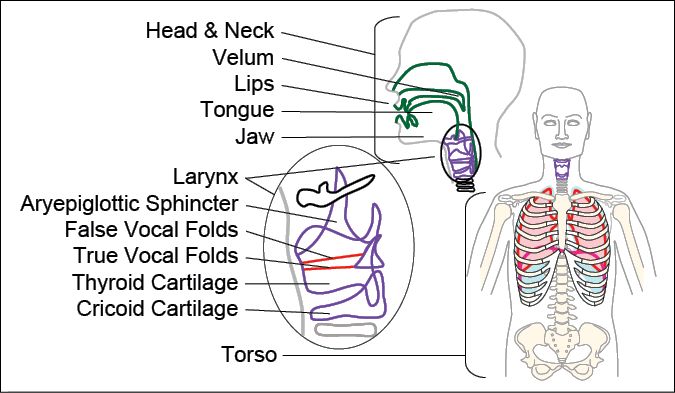 Head & Neck
Velum
Lips
Tongue
Jaw
Larynx
Aryepiglottic Sphincter
False Vocal Folds
True Vocal Folds
Thyroid Cartilage
Cricoid Cartilage
Torso